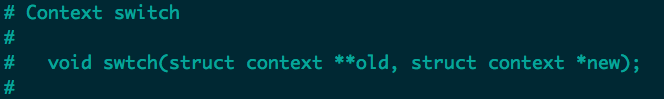 # Context switch
#
#   void swtch(struct context **old, struct context *new);
#